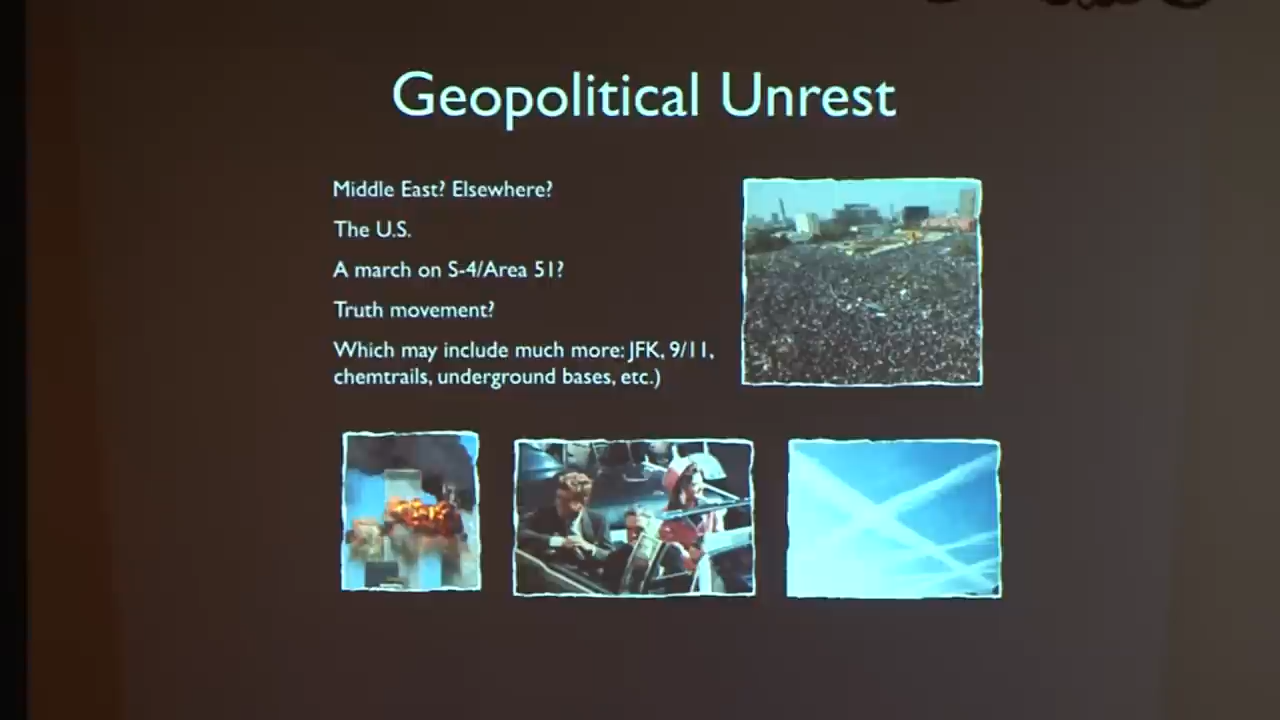 Geopolitical Unrest
Middle East? Elsewhere?
The U.S.
A march on S-4/Area 51?
Truth movement?
Which may include much more: JFK, 9/11,
chemtrails, underground bases, etc.)